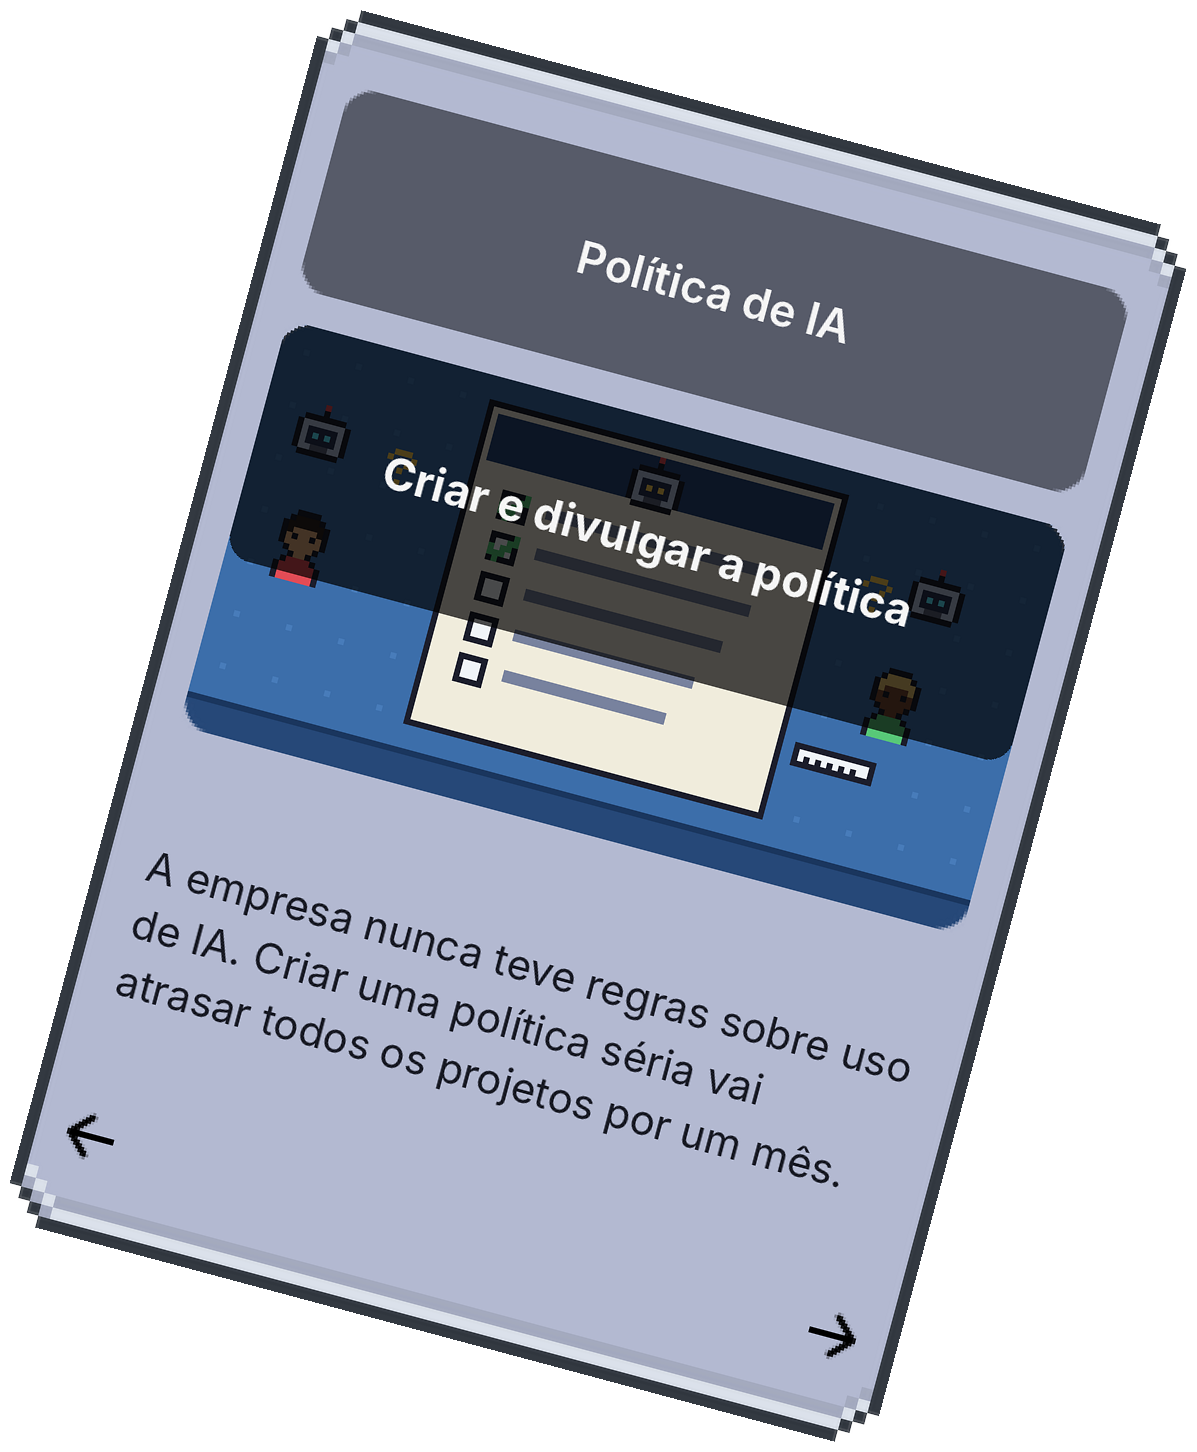 Política de IA
Criar e divulgar a política
A empresa nunca teve regras sobre uso
de IA. Criar uma política séria vai
atrasar todos os projetos por um mês.